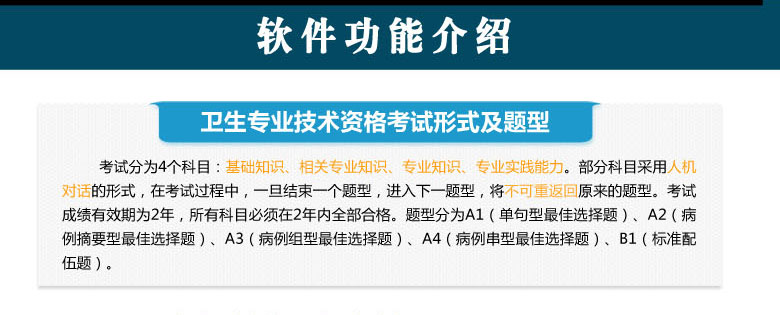 软件功能介绍
卫生专业技术资格考试形式及题型
考试分为4个科目：基础知识、相关专业知识、专业知识、专业实践能力。部分科目采用人机
对话的形式，在考试过程中，一旦结束一个题型，进入下一题型，将不可重返回原来的题型。考试
成绩有效期为2年，所有科目必须在2年内全部合格。题型分为A1（单句型最佳选择题）、A2（病
例摘要型最佳选择题）、A3（病例组型最佳选择题）、A4（病例串型最佳选择题）、B1（标准配
伍题）。